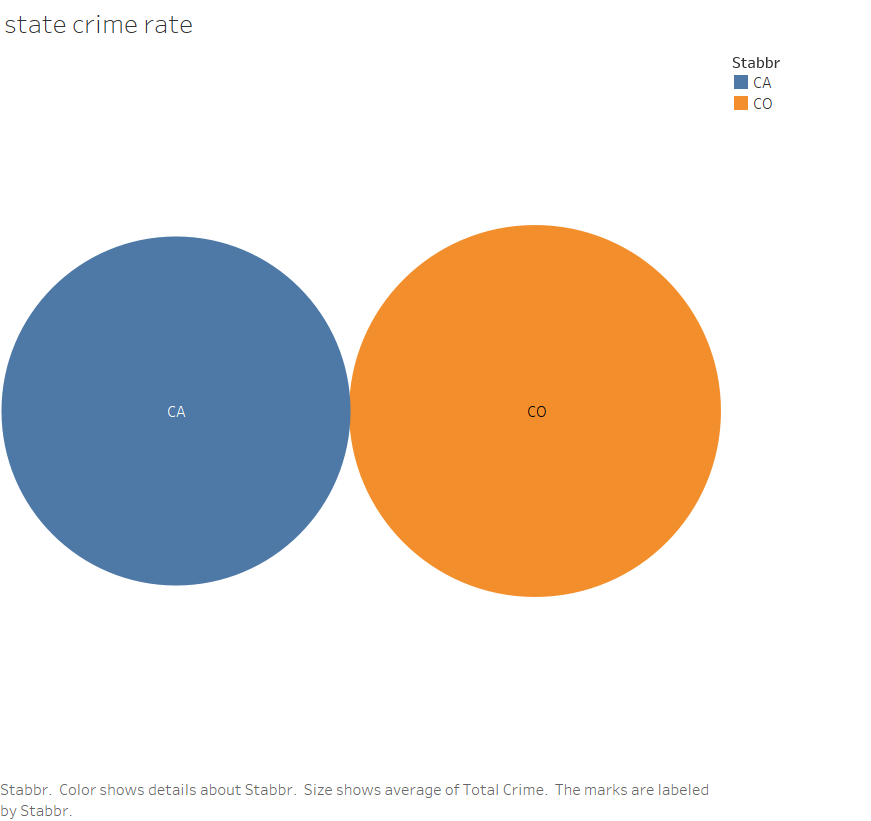 state crime rate
Stabbr
CA
CO
CA
CO
Stabbr.  Color shows details about Stabbr.  Size shows average of Total Crime.  The marks are labeled
by Stabbr.